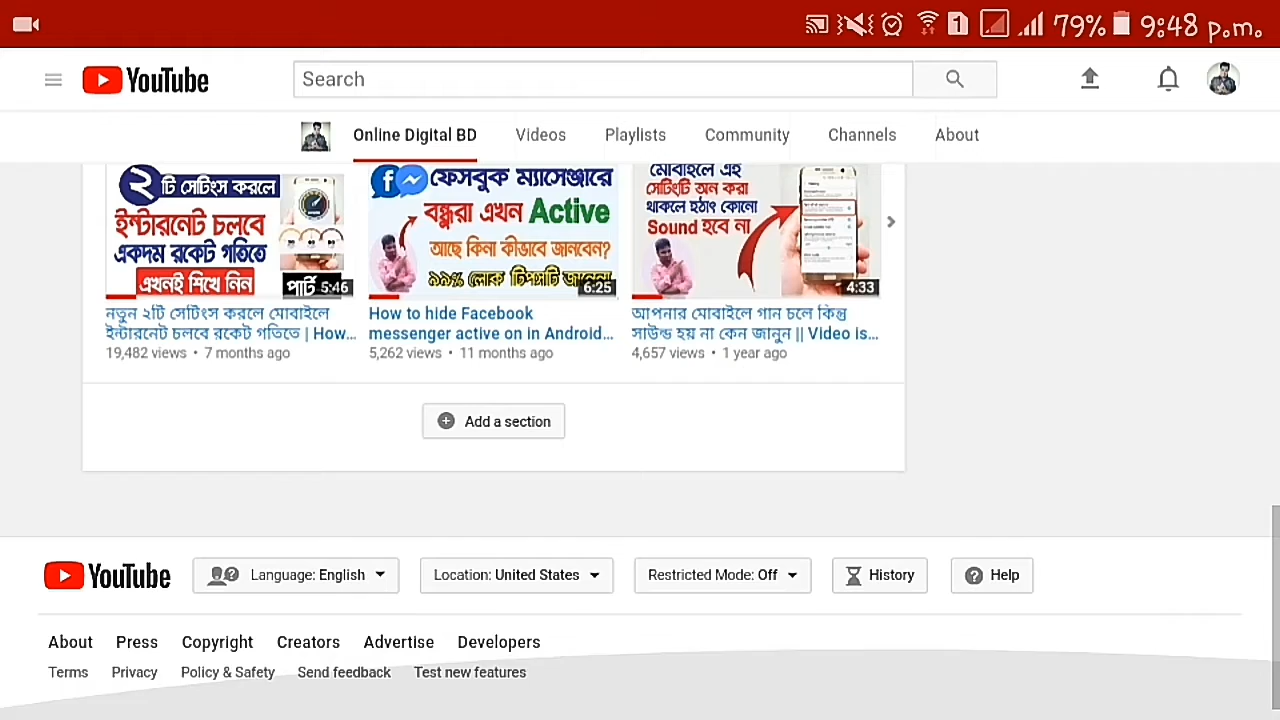 1 79% 9:48 p.m.
YouTube Search
Online Digital BD Videos Playlists Community Channels About
২টি সেটিংস করলে
ইন্টারনেট চলবে
একদম রকেট গতিতে
এখনই শিখে নিন পার্ট 5:46
ফেসবুক ম্যাসেঞ্জারে
বন্ধুরা এখন Active
আছে কিনা কীভাবে জানবেন?
৯৯% লোক টিপসটি জানেনা 6:25
মোবাইলে এই
সেটিংটি অন করা
থাকলে হঠাৎ কোনো
Sound হবে না
4:33
নতুন ২টি সেটিংস করলে মোবাইলে
ইন্টারনেট চলবে রকেট গতিতে | How...
19,482 views • 7 months ago
How to hide Facebook
messenger active on in Android...
5,262 views • 11 months ago
আপনার মোবাইলে গান চলে কিন্তু
সাউন্ড হয় না কেন জানুন || Video is...
4,657 views • 1 year ago
Add a section
YouTube Language: English Location: United States Restricted Mode: Off History Help
About Press Copyright Creators Advertise Developers
Terms Privacy Policy & Safety Send feedback Test new features